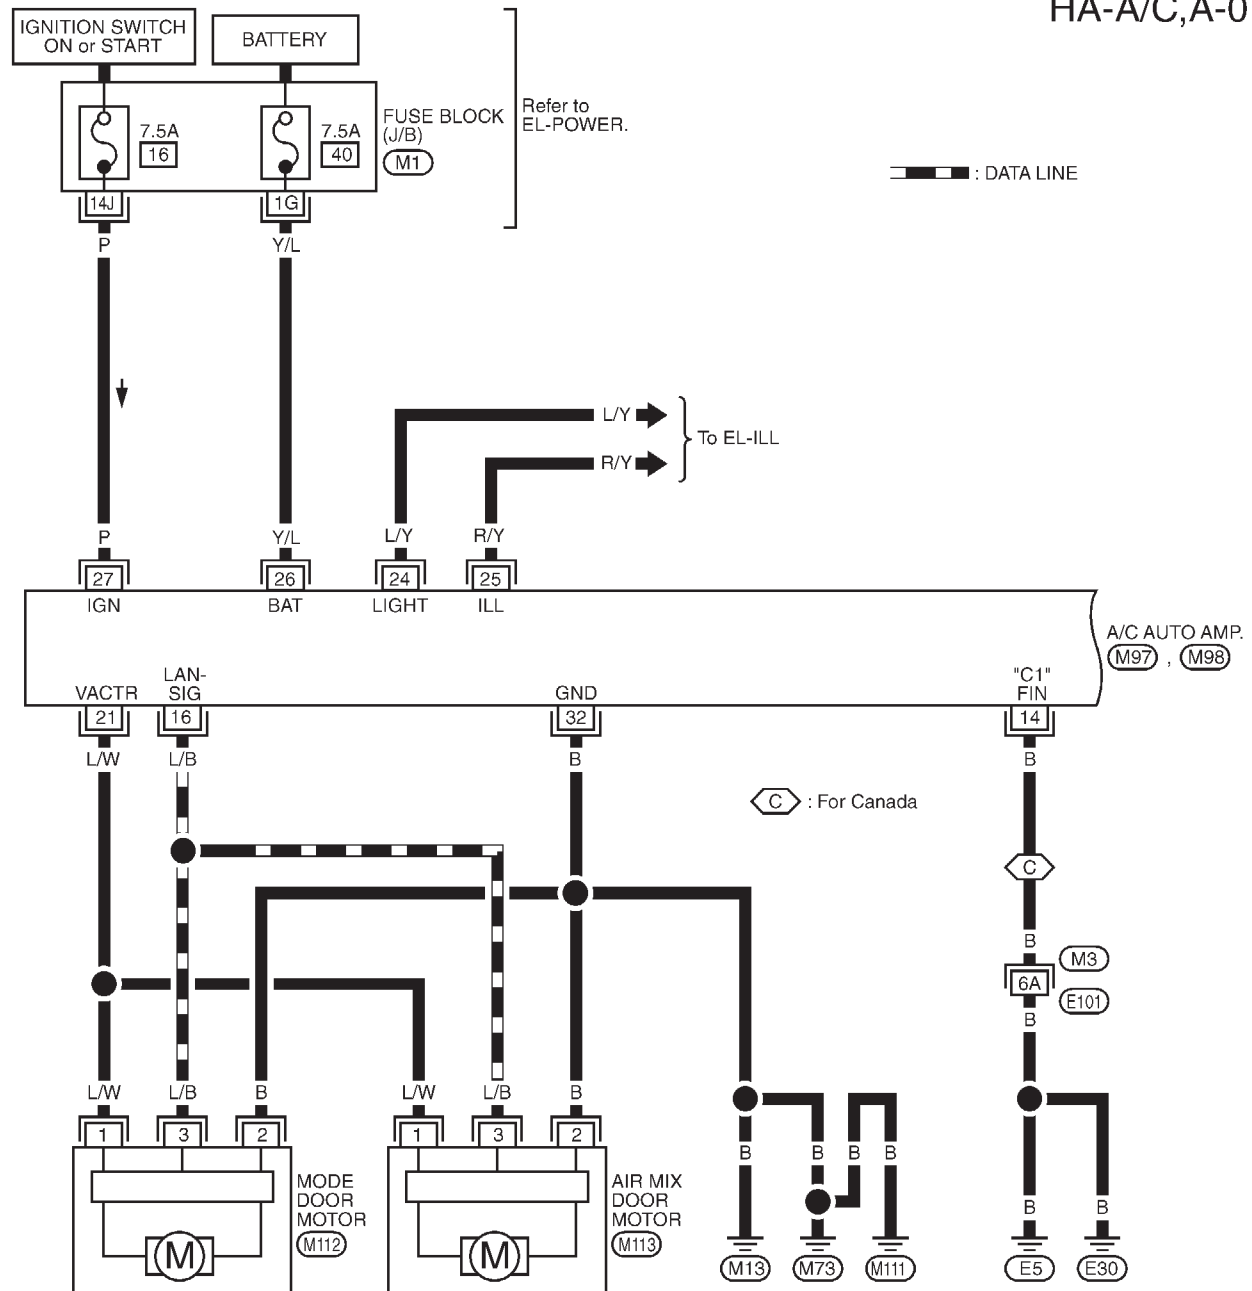 HA-A/C,A-0
IGNITION SWITCH
ON or START
BATTERY
7.5A
16
7.5A
40
FUSE BLOCK
(J/B)
M1
Refer to
EL-POWER.
: DATA LINE
14J
1G
P
Y/L
L/Y
R/Y
To EL-ILL
P
Y/L
L/Y
R/Y
27
26
24
25
IGN
BAT
LIGHT
ILL
A/C AUTO AMP.
M97 , M98
VACTR
LAN-
SIG
GND
"C1"
FIN
21
16
32
14
L/W
L/B
B
B
C : For Canada
C
B
M3
6A
E101
B
L/W
L/B
B
L/W
L/B
B
1
3
2
1
3
2
B
B
B
B
MODE
DOOR
MOTOR
M112
M
AIR MIX
DOOR
MOTOR
M113
M
B
B
M13
M73
M111
E5
E30